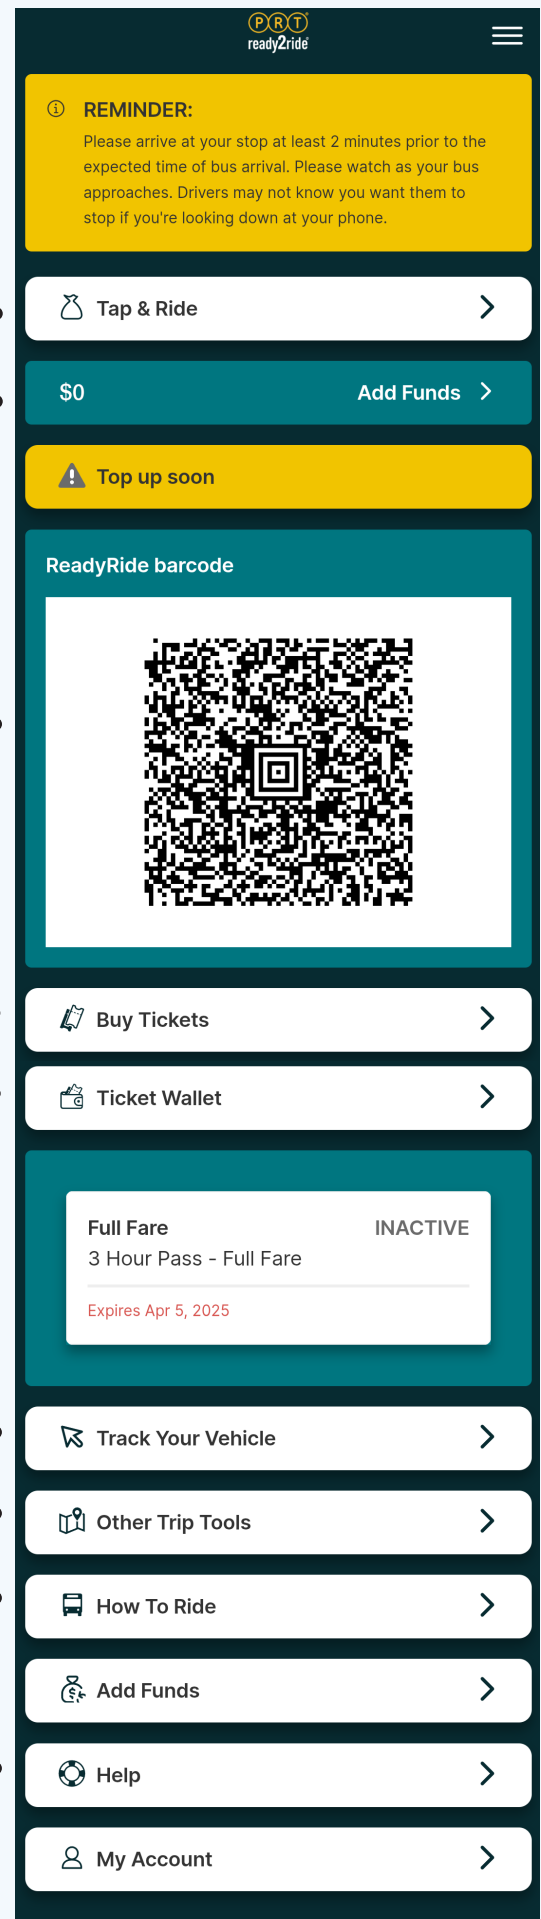 PRT
ready2ride
REMINDER:
Please arrive at your stop at least 2 minutes prior to the
expected time of bus arrival. Please watch as your bus
approaches. Drivers may not know you want them to
stop if you're looking down at your phone.
Tap & Ride
$0 Add Funds
Top up soon
ReadyRide barcode
Buy Tickets
Ticket Wallet
Full Fare INACTIVE
3 Hour Pass - Full Fare
Expires Apr 5, 2025
Track Your Vehicle
Other Trip Tools
How To Ride
Add Funds
Help
My Account